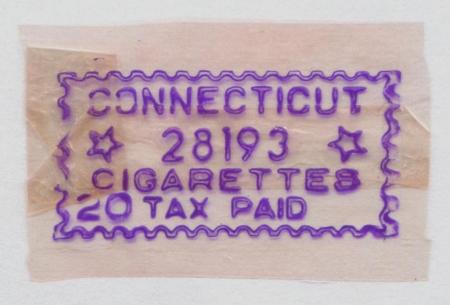 CONNECTICUT
28193
CIGARETTES
20 TAX PAID